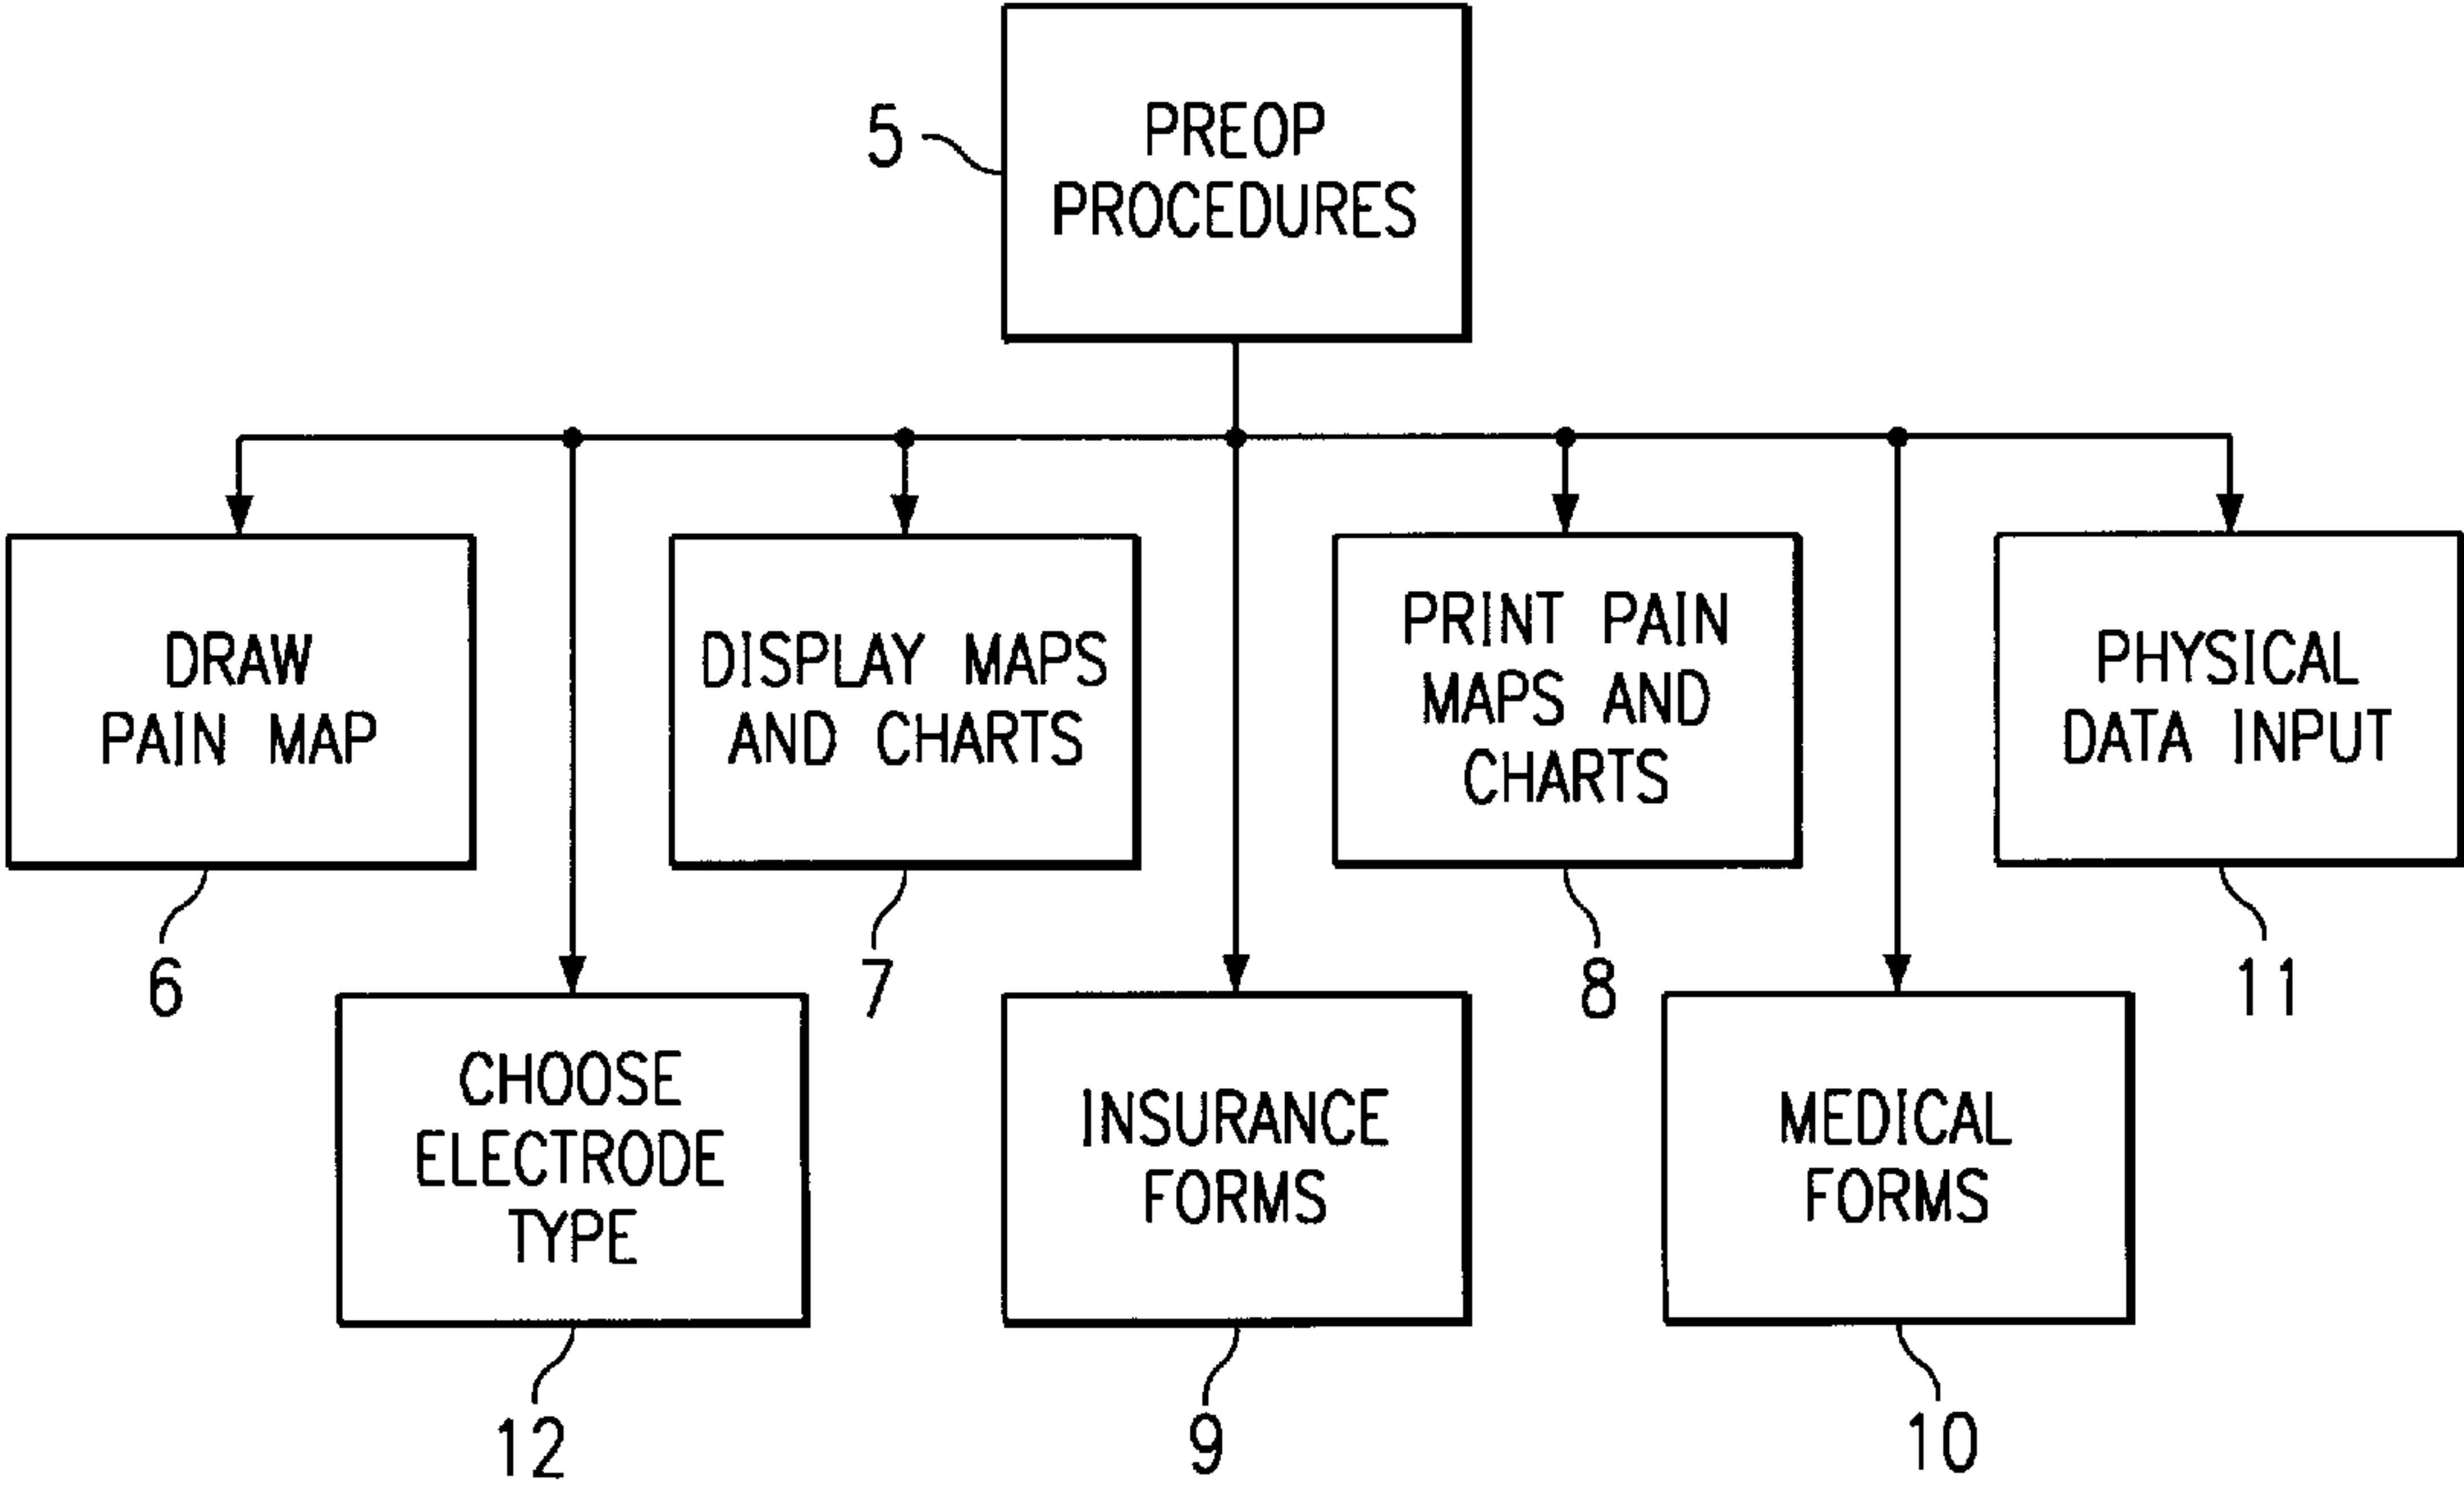 5
PREOP
PROCEDURES
DRAW
PAIN MAP
6
DISPLAY MAPS
AND CHARTS
7
PRINT PAIN
MAPS AND
CHARTS
8
PHYSICAL
DATA INPUT
11
CHOOSE
ELECTRODE
TYPE
12
INSURANCE
FORMS
9
MEDICAL
FORMS
10